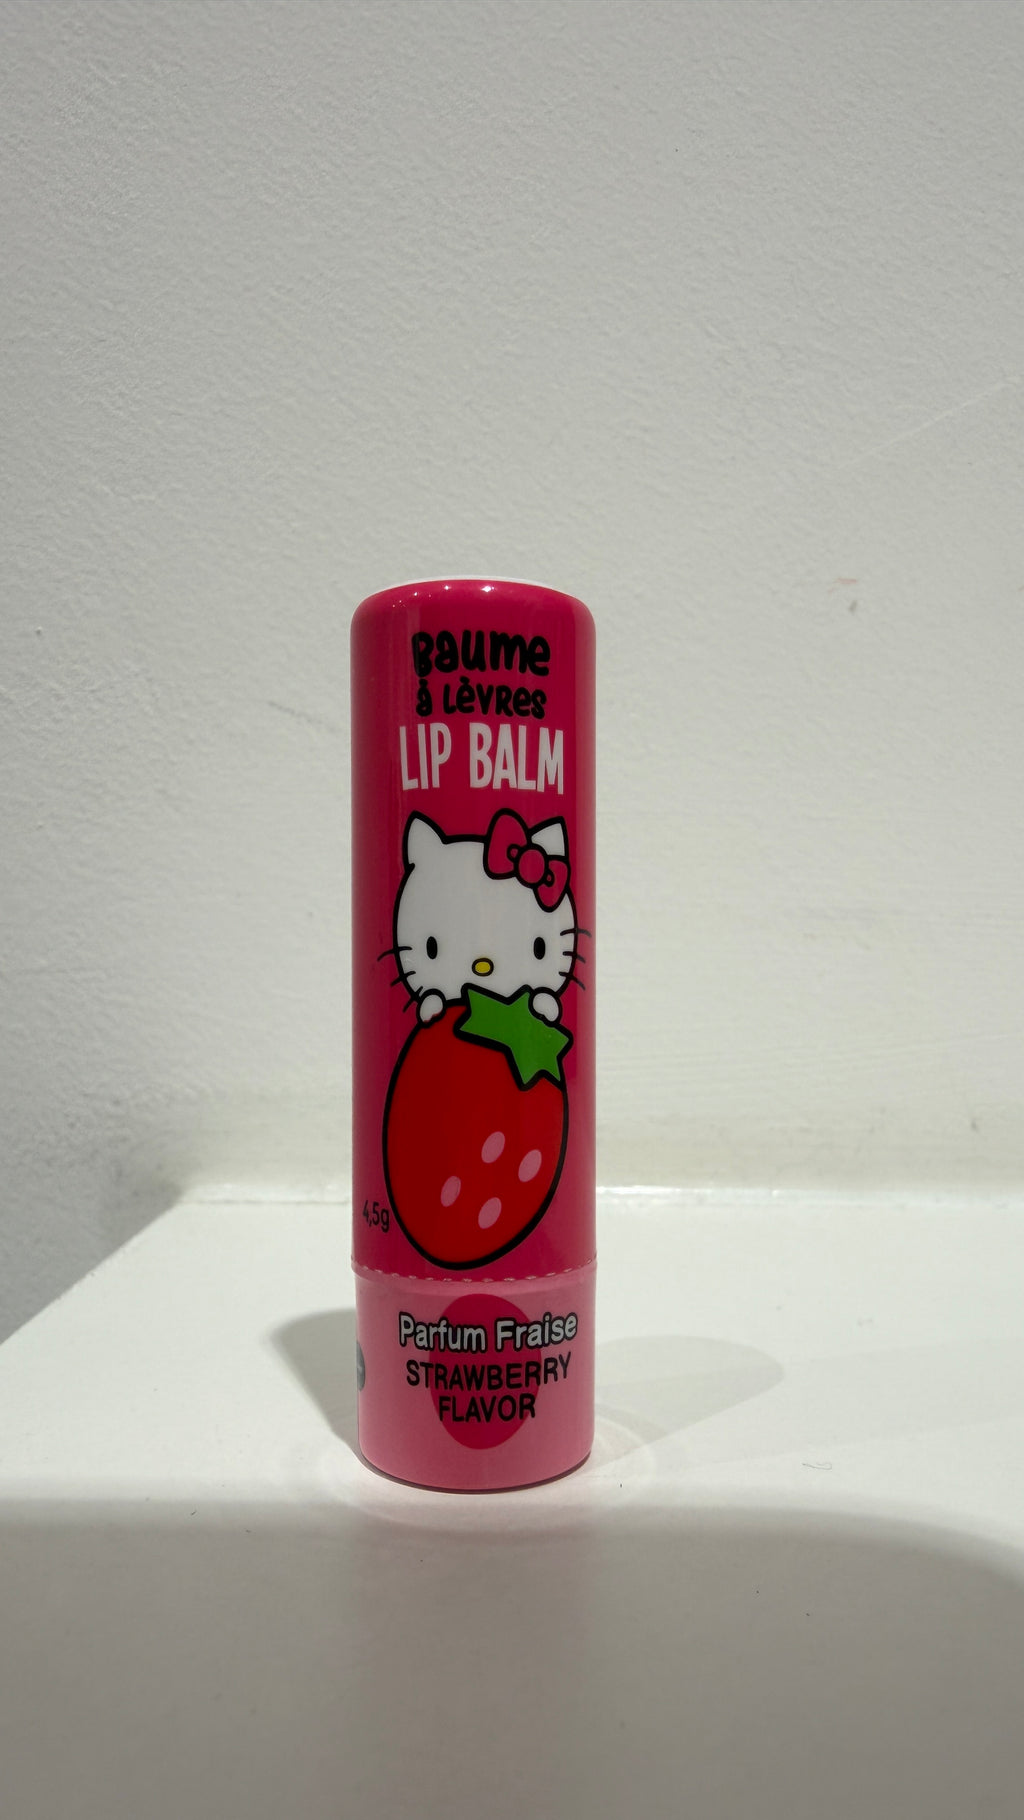 Baume
à LÈVRes
LIP BALM
4,5g
Parfum Fraise
STRAWBERRY
FLAVOR